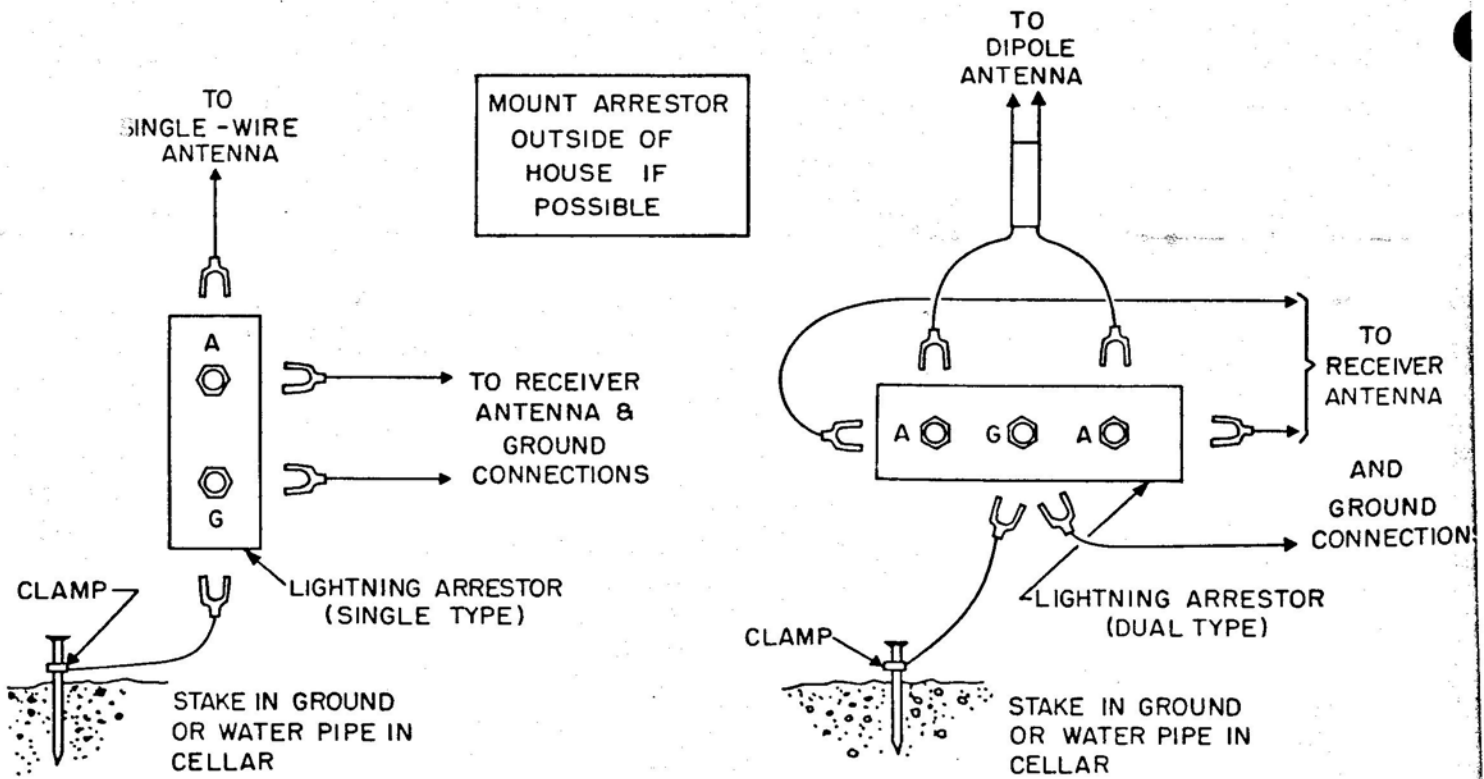 TO
SINGLE-WIRE
ANTENNA
MOUNT ARRESTOR
OUTSIDE OF
HOUSE IF
POSSIBLE
A
G
TO RECEIVER
ANTENNA &
GROUND
CONNECTIONS
LIGHTNING ARRESTOR
(SINGLE TYPE)
CLAMP
STAKE IN GROUND
OR WATER PIPE IN
CELLAR
TO
DIPOLE
ANTENNA
A G A
TO
RECEIVER
ANTENNA
AND
GROUND
CONNECTION
LIGHTNING ARRESTOR
(DUAL TYPE)
CLAMP
STAKE IN GROUND
OR WATER PIPE IN
CELLAR